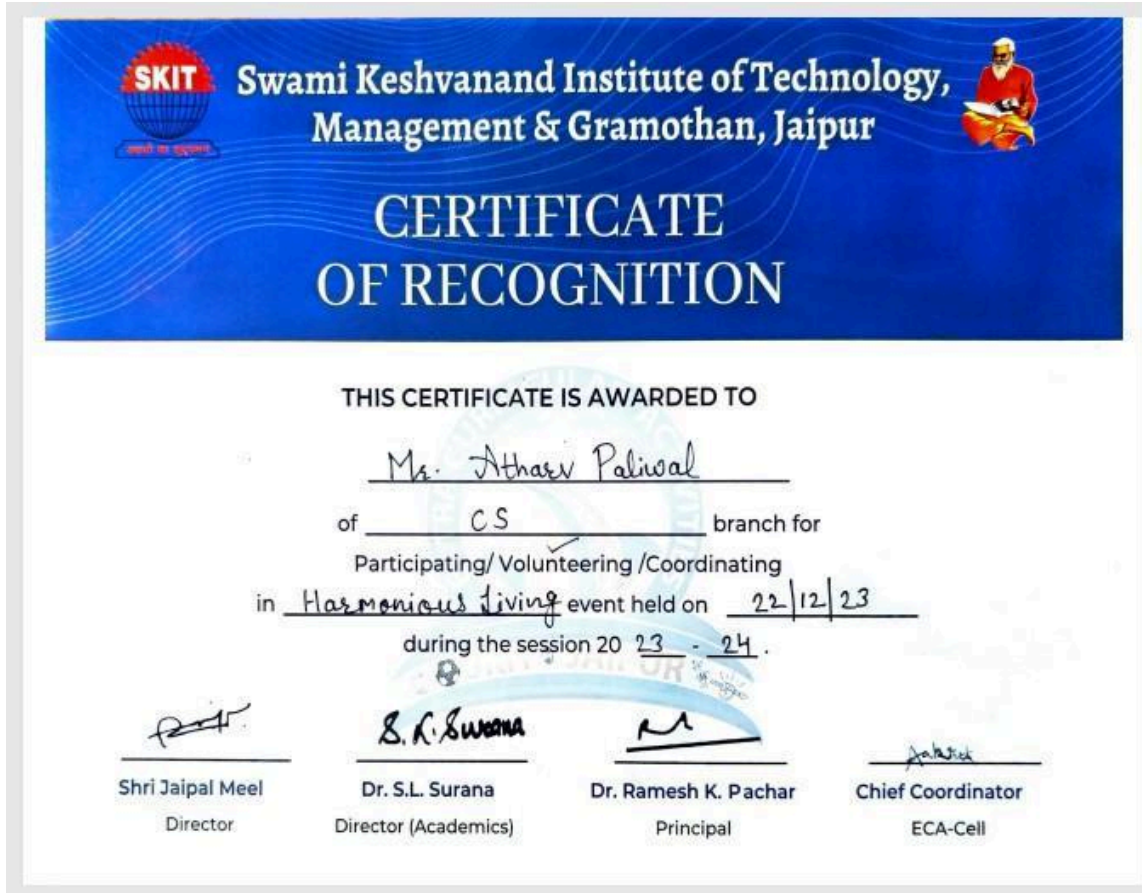 SKIT
Swami Keshvanand Institute of Technology,
Management & Gramothan, Jaipur
CERTIFICATE
OF RECOGNITION
THIS CERTIFICATE IS AWARDED TO
Mr. Atharv Paliwal
of CS branch for
Participating/ Volunteering /Coordinating
in Harmonious Living event held on 22/12/23
during the session 20 23 - 24 .
JAIPUR
S. L. Surana
Shri Jaipal Meel
Dr. S.L. Surana
Dr. Ramesh K. Pachar
Chief Coordinator
Director
Director (Academics)
Principal
ECA-Cell